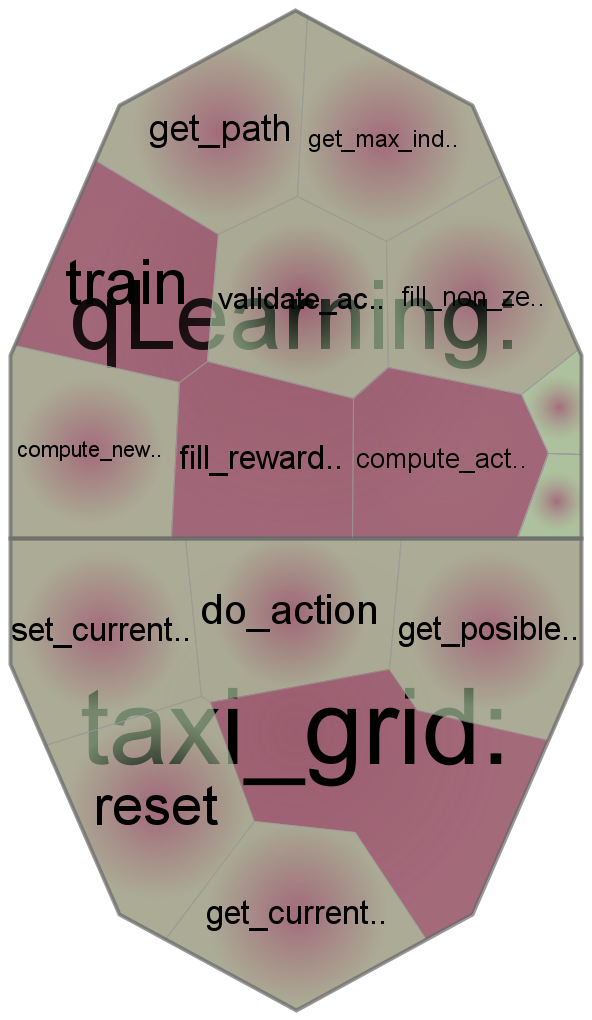 get_path
get_max_ind..
train
validate_ac..
fill_non_ze..
qLearning:
compute_new..
fill_reward..
compute_act..
set_current..
do_action
get_posible..
taxi_grid:
reset
get_current..